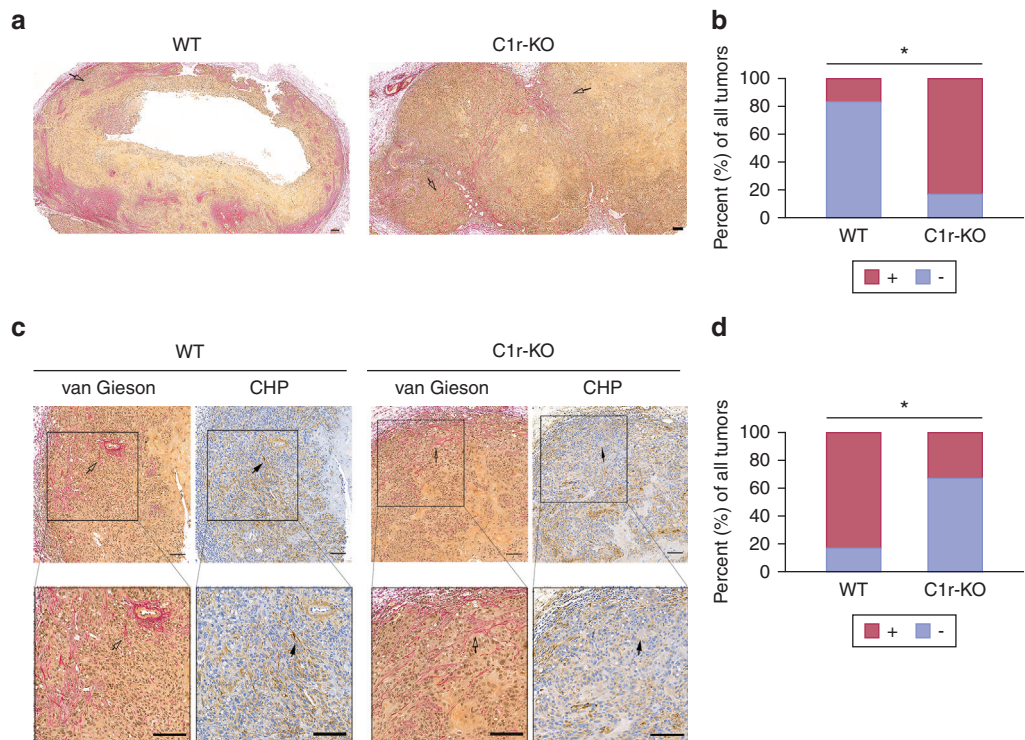 a
WT
C1r-KO
b
*
Percent (%) of all tumors
100
80
60
40
20
0
WT
C1r-KO
+ -
c
WT
C1r-KO
van Gieson
CHP
van Gieson
CHP
d
*
Percent (%) of all tumors
100
80
60
40
20
0
WT
C1r-KO
+ -